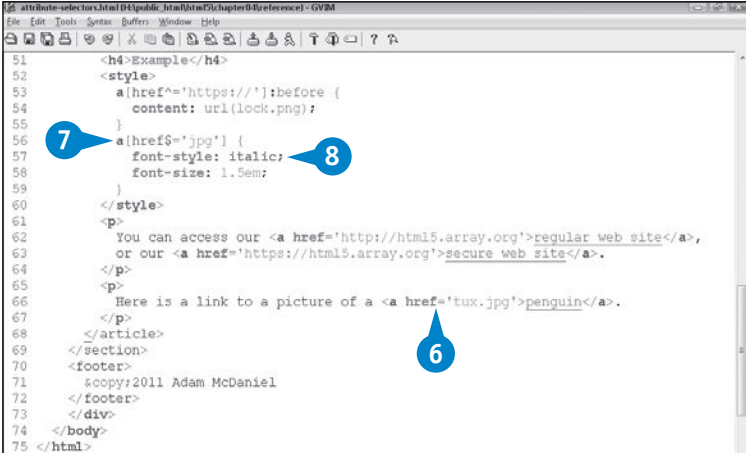 attribute-selectors.html (H:\public_html\html5\chapter04\reference) - GVIM
File Edit Tools Syntax Buffers Window Help
51 <h4>Example</h4>
52 <style>
53 a[href^='https://']:before {
54 content: url(lock.png);
55 }
7
56 a[href$='jpg'] {
57 font-style: italic;
8
58 font-size: 1.5em;
59 }
60 </style>
61 <p>
62 You can access our <a href='http://html5.array.org'>regular web site</a>,
63 or our <a href='https://html5.array.org'>secure web site</a>.
64 </p>
65 <p>
66 Here is a link to a picture of a <a href='tux.jpg'>penguin</a>.
67 </p>
6
68 </article>
69 </section>
70 <footer>
71 &copy;2011 Adam McDaniel
72 </footer>
73 </div>
74 </body>
75 </html>